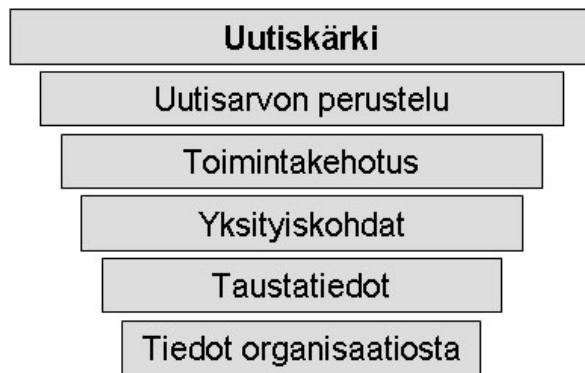 Uutiskärki
Uutisarvon perustelu
Toimintakehotus
Yksityiskohdat
Taustatiedot
Tiedot organisaatiosta